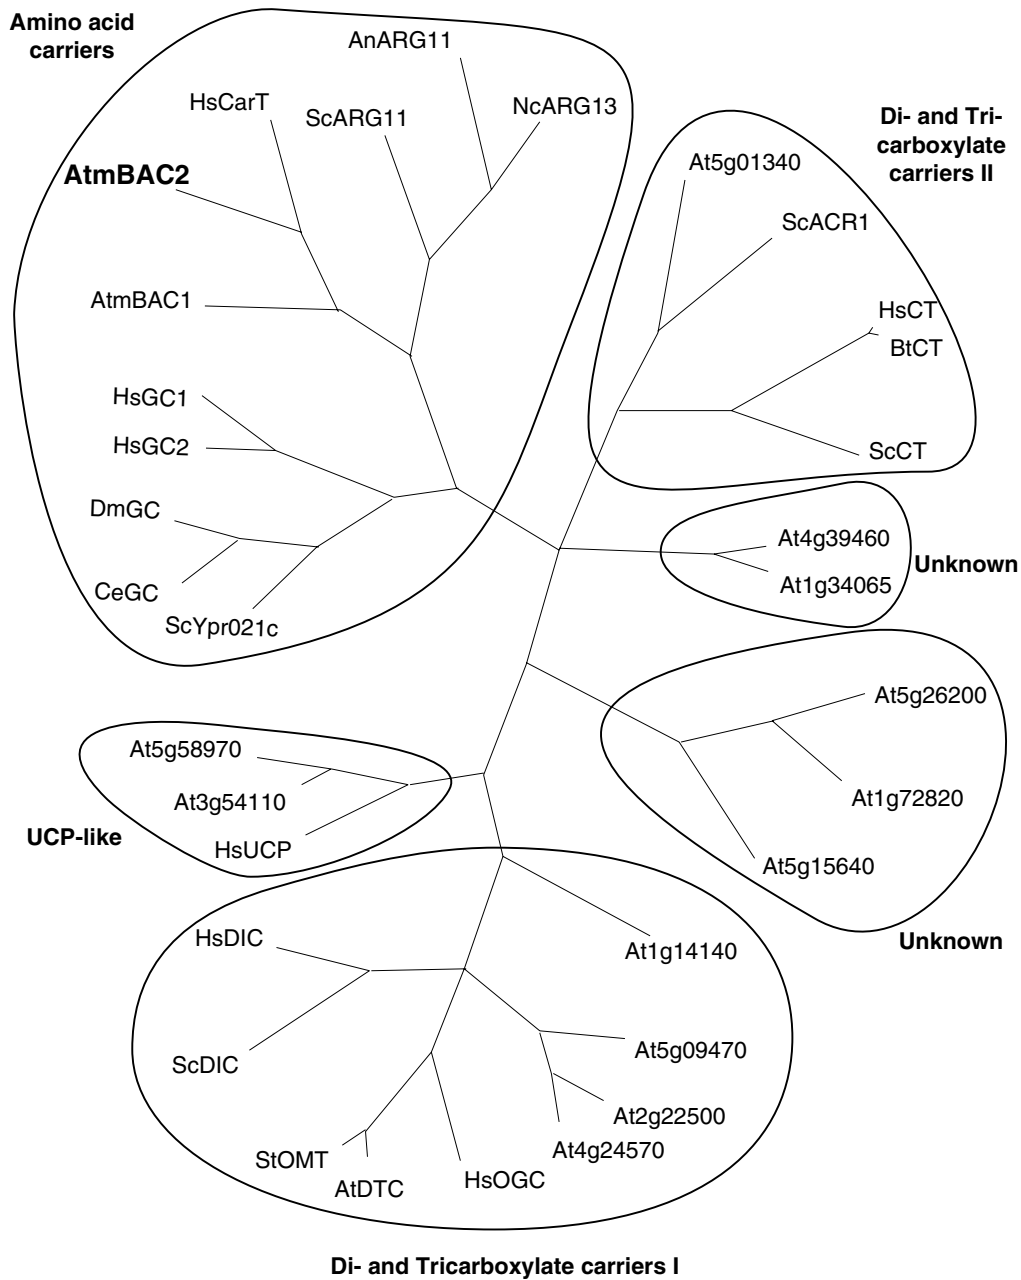 Amino acid
carriers
AnARG11
HsCarT
ScARG11
NcARG13
AtmBAC2
AtmBAC1
HsGC1
HsGC2
DmGC
CeGC
ScYpr021c
Di- and Tri-
carboxylate
carriers II
At5g01340
ScACR1
HsCT
BtCT
ScCT
At4g39460
At1g34065
Unknown
At5g26200
At1g72820
At5g15640
Unknown
At5g58970
At3g54110
HsUCP
UCP-like
HsDIC
At1g14140
ScDIC
At5g09470
At2g22500
At4g24570
StOMT
AtDTC
HsOGC
Di- and Tricarboxylate carriers I